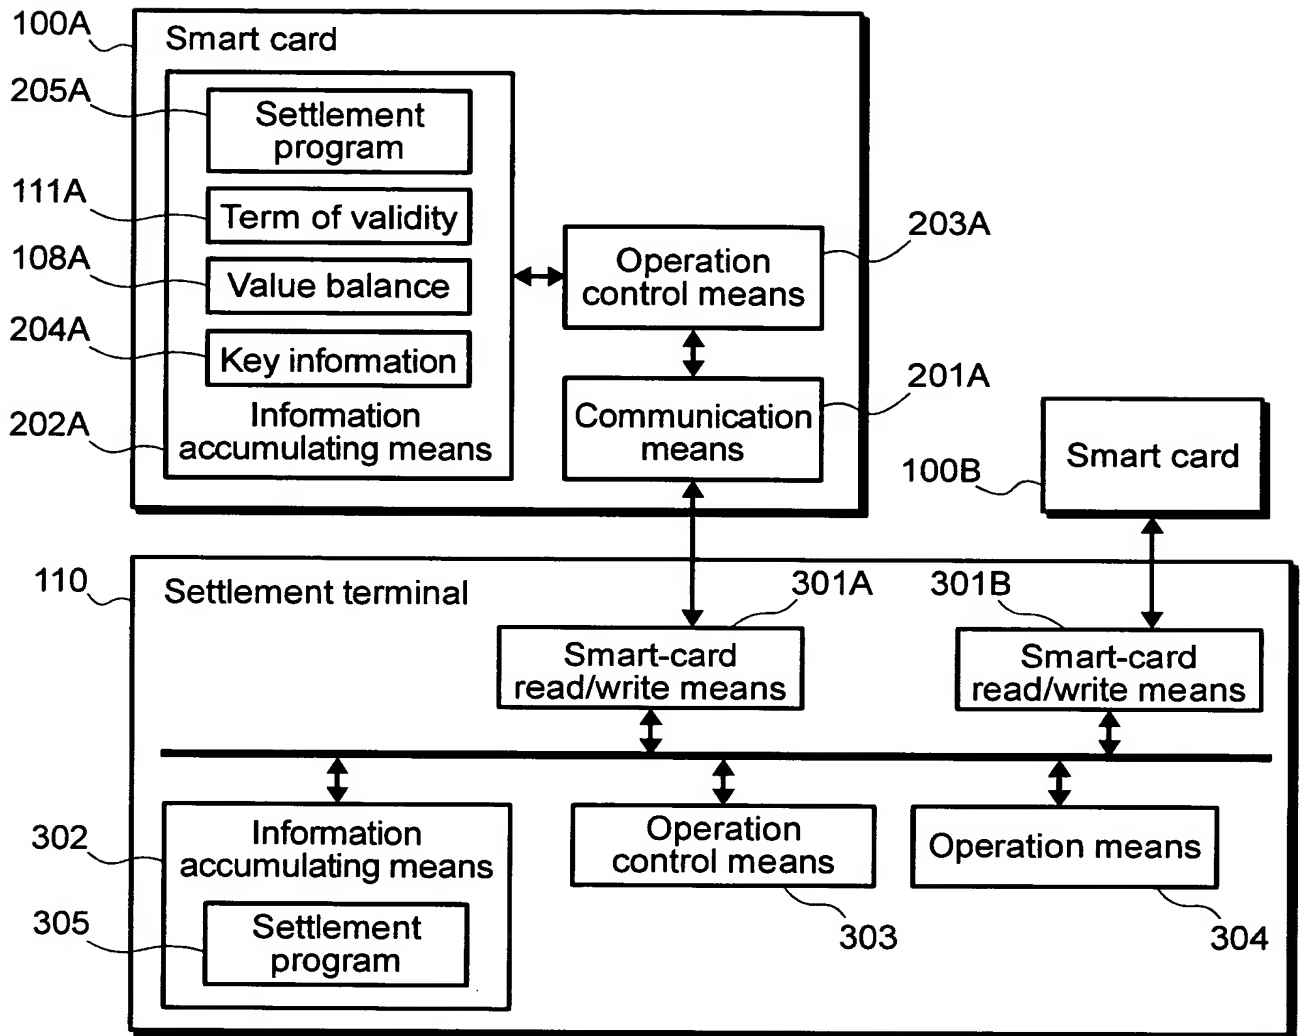 100A
Smart card
205A
Settlement
program
111A
Term of validity
108A
Value balance
204A
Key information
202A
Information
accumulating means
203A
Operation
control means
201A
Communication
means
100B
Smart card
110
Settlement terminal
301A
Smart-card
read/write means
301B
Smart-card
read/write means
302
Information
accumulating means
305
Settlement
program
Operation
control means
303
Operation means
304